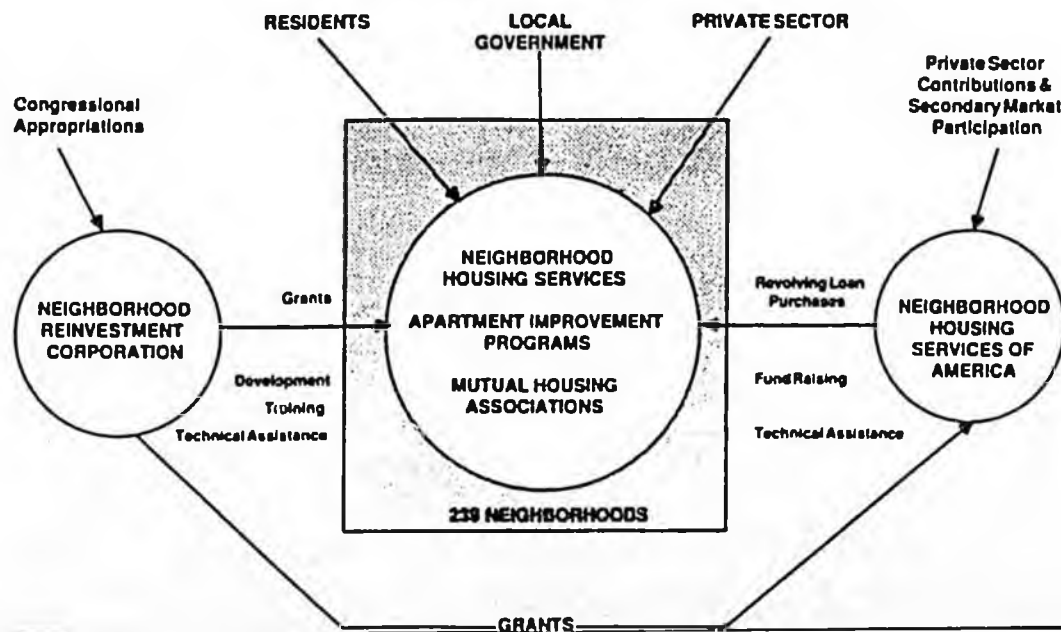 RESIDENTS
LOCAL
GOVERNMENT
PRIVATE SECTOR
Congressional
Appropriations
Private Sector
Contributions &
Secondary Market
Participation
NEIGHBORHOOD
REINVESTMENT
CORPORATION
Grants
Development
Training
Technical Assistance
NEIGHBORHOOD
HOUSING SERVICES
APARTMENT IMPROVEMENT
PROGRAMS
MUTUAL HOUSING
ASSOCIATIONS
239 NEIGHBORHOODS
Revolving Loan
Purchases
Fund Raising
Technical Assistance
NEIGHBORHOOD
HOUSING
SERVICES OF
AMERICA
GRANTS